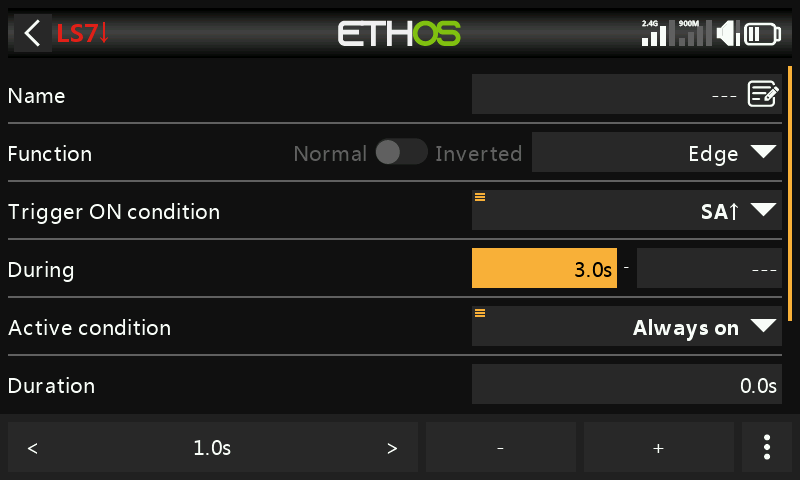 LS7↓
ETHOS
2.4G
900M
Name
---
Function
Normal
Inverted
Edge
Trigger ON condition
SA↑
During
3.0s
-
---
Active condition
Always on
Duration
0.0s
<
1.0s
>
-
+